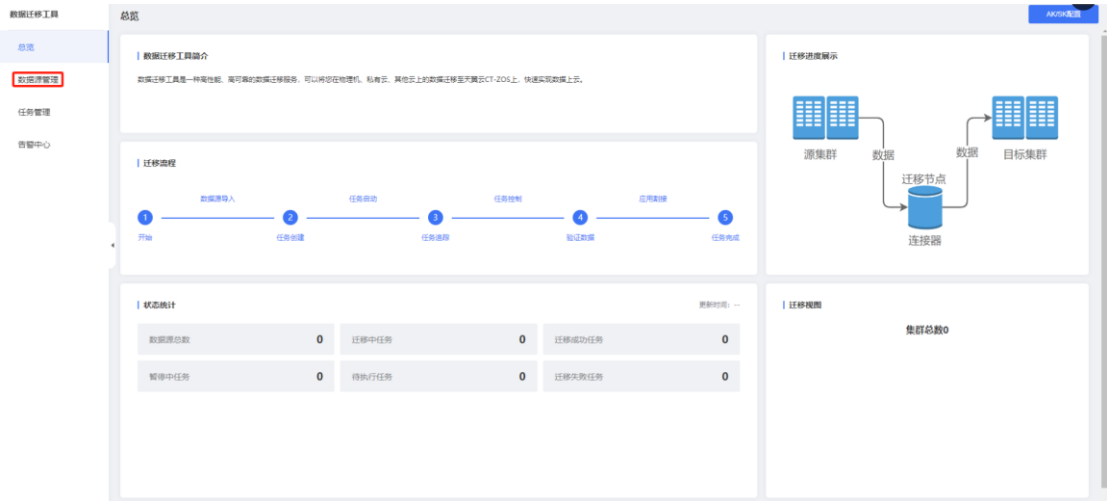 数据迁移工具
总览
数据源管理
任务管理
告警中心
总览
AK/SK配置
数据迁移工具简介
数据迁移工具是一种高性能、高可靠的数据迁移服务，可以将您在物理机、私有云、其他云上的数据迁移至天翼云CT-ZOS上，快速实现数据上云。
迁移流程
数据源导入 任务启动 任务控制 应用割接
1 2 3 4 5
开始 任务创建 任务追踪 验证数据 任务完成
迁移进度展示
源集群 数据 数据 目标集群
迁移节点
连接器
状态统计 更新时间：--
数据源总数 0 迁移中任务 0 迁移成功任务 0
暂停中任务 0 待执行任务 0 迁移失败任务 0
迁移视图
集群总数0